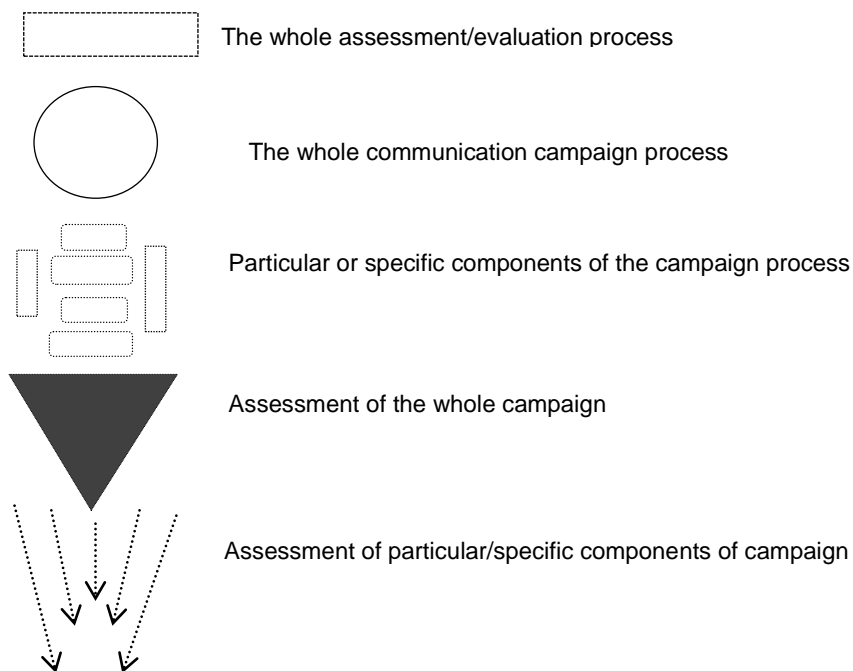 The whole assessment/evaluation process
The whole communication campaign process
Particular or specific components of the campaign process
Assessment of the whole campaign
Assessment of particular/specific components of campaign